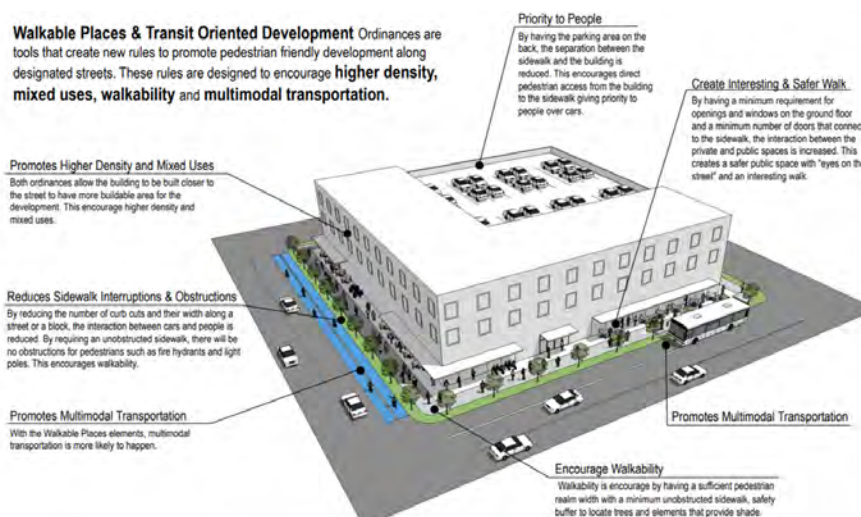 Walkable Places & Transit Oriented Development Ordinances are
tools that create new rules to promote pedestrian friendly development along
designated streets. These rules are designed to encourage higher density,
mixed uses, walkability and multimodal transportation.
Priority to People
By having the parking area on the
back, the separation between the
sidewalk and the building is
reduced. This encourages direct
pedestrian access from the building
to the sidewalk giving priority to
people over cars.
Create Interesting & Safer Walk
By having a minimum requirement for
openings and windows on the ground floor
and a minimum number of doors that connec
to the sidewalk, the interaction between the
private and public spaces is increased. This
creates a safer public space with "eyes on the
street" and an interesting walk.
Promotes Higher Density and Mixed Uses
Both ordinances allow the building to be built closer to
the street to have more buildable area for the
development. This encourage higher density and
mixed uses.
Reduces Sidewalk Interruptions & Obstructions
By reducing the number of curb cuts and their width along a
street or a block, the interaction between cars and people is
reduced. By requiring an unobstructed sidewalk, there will be
no obstructions for pedestrians such as fire hydrants and light
poles. This encourages walkability.
Promotes Multimodal Transportation
With the Walkable Places elements, multimodal
transportation is more likely to happen.
Promotes Multimodal Transportation
Encourage Walkability
Walkability is encourage by having a sufficient pedestrian
realm width with a minimum unobstructed sidewalk, safety
buffer to locate trees and elements that provide shade.